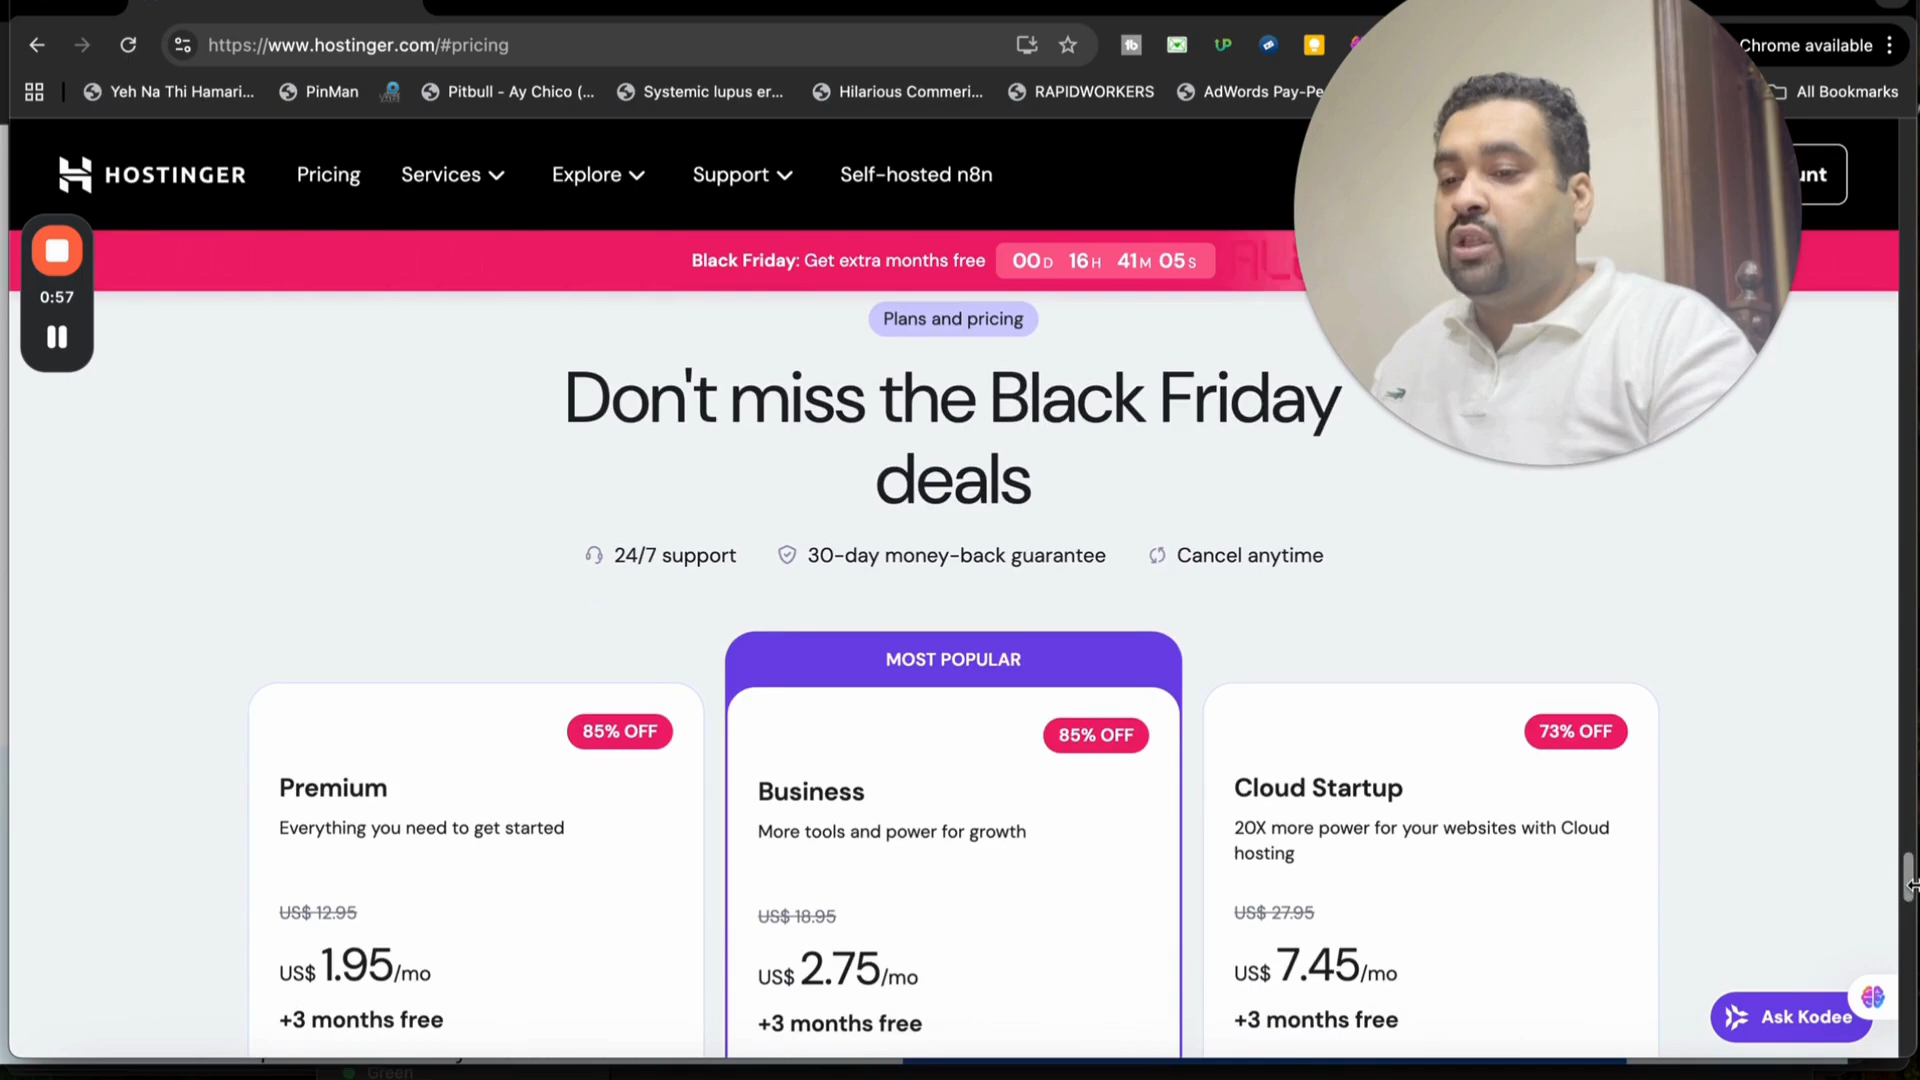 https://www.hostinger.com/#pricing
Chrome available
Yeh Na Thi Hamari...
PinMan
Pitbull - Ay Chico (...
Systemic lupus er...
Hilarious Commeri...
RAPIDWORKERS
AdWords Pay-Pe
All Bookmarks
HOSTINGER
Pricing
Services
Explore
Support
Self-hosted n8n
unt
Black Friday: Get extra months free 00D 16H 41M 05S
0:57
Plans and pricing
Don't miss the Black Friday
deals
24/7 support
30-day money-back guarantee
Cancel anytime
MOST POPULAR
85% OFF
Premium
Everything you need to get started
US$ 12.95
US$ 1.95/mo
+3 months free
85% OFF
Business
More tools and power for growth
US$ 18.95
US$ 2.75/mo
+3 months free
73% OFF
Cloud Startup
20X more power for your websites with Cloud
hosting
US$ 27.95
US$ 7.45/mo
+3 months free
Ask Kodee
Green